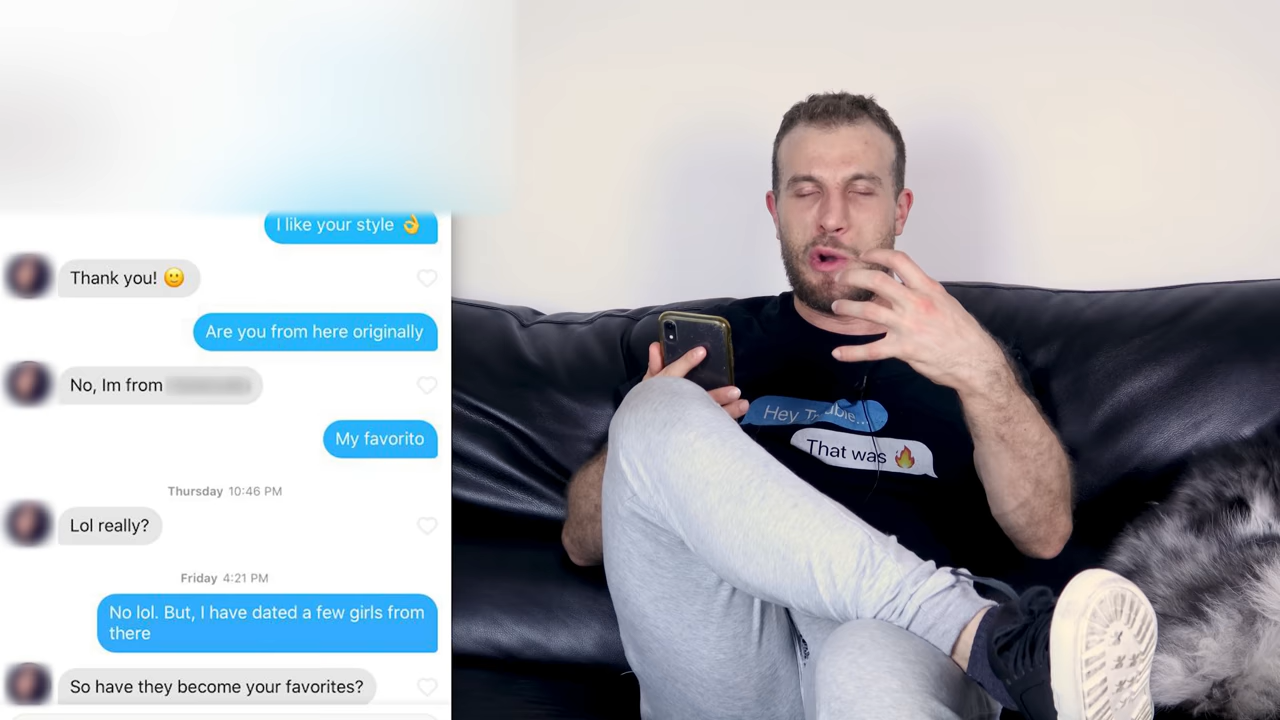 I like your style 👌
Thank you! 🙂
Are you from here originally
No, Im from
My favorito
Thursday 10:46 PM
Lol really?
Friday 4:21 PM
No lol. But, I have dated a few girls from
there
So have they become your favorites?
Hey Trouble...
That was 🔥